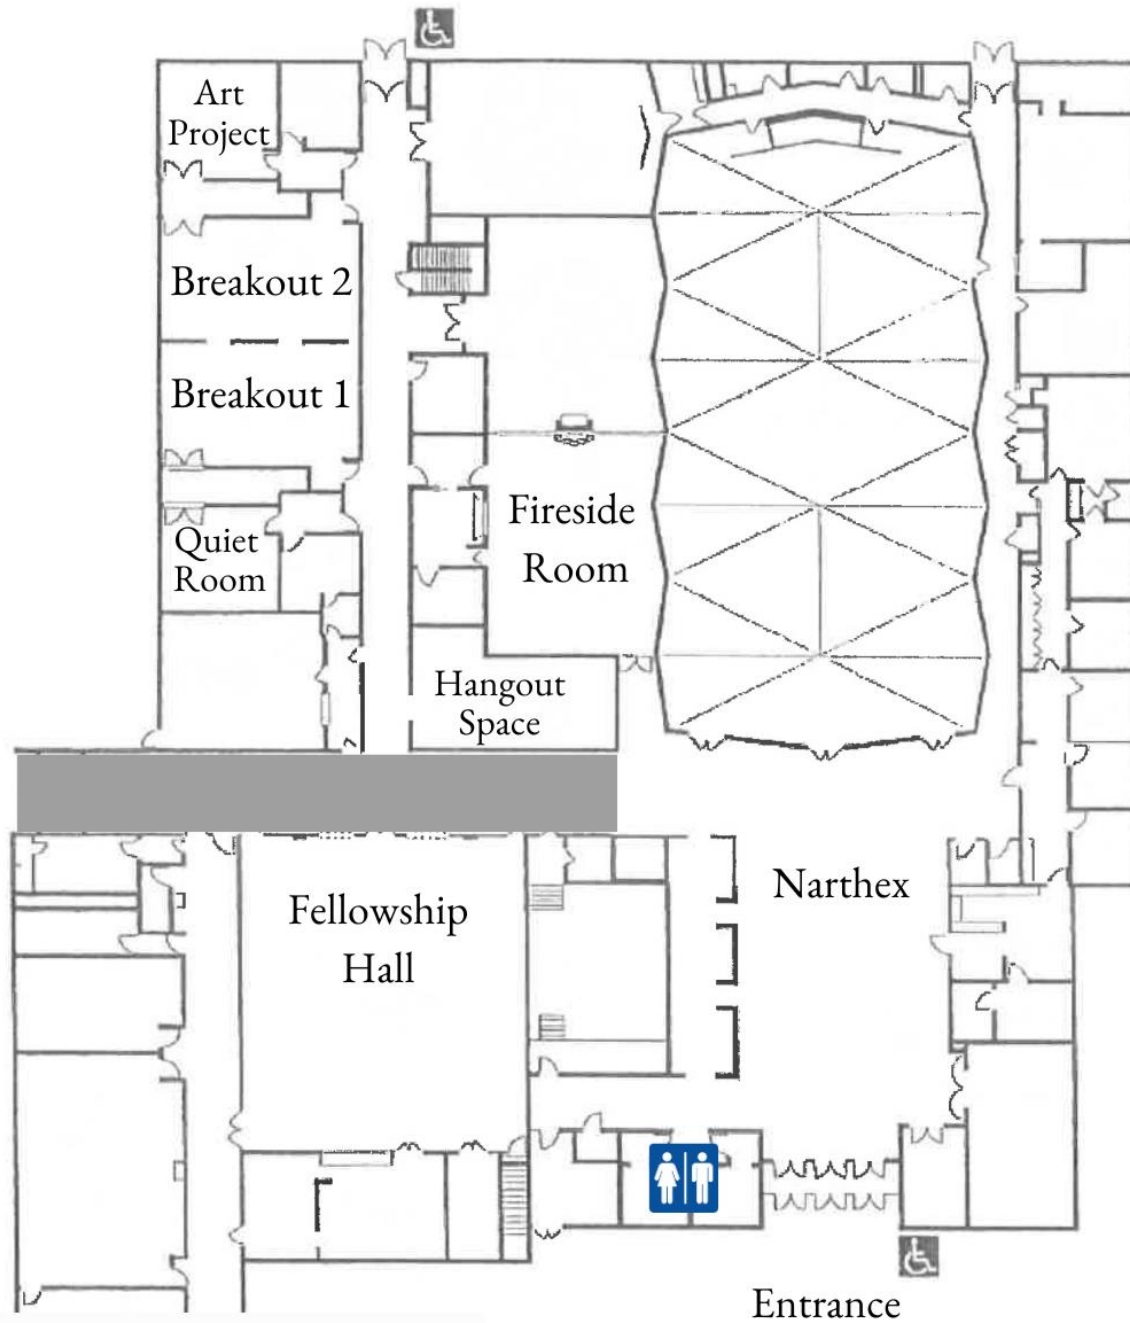 Art
Project
Breakout 2
Breakout 1
Fireside
Room
Quiet
Room
Hangout
Space
Fellowship
Hall
Narthex
Entrance